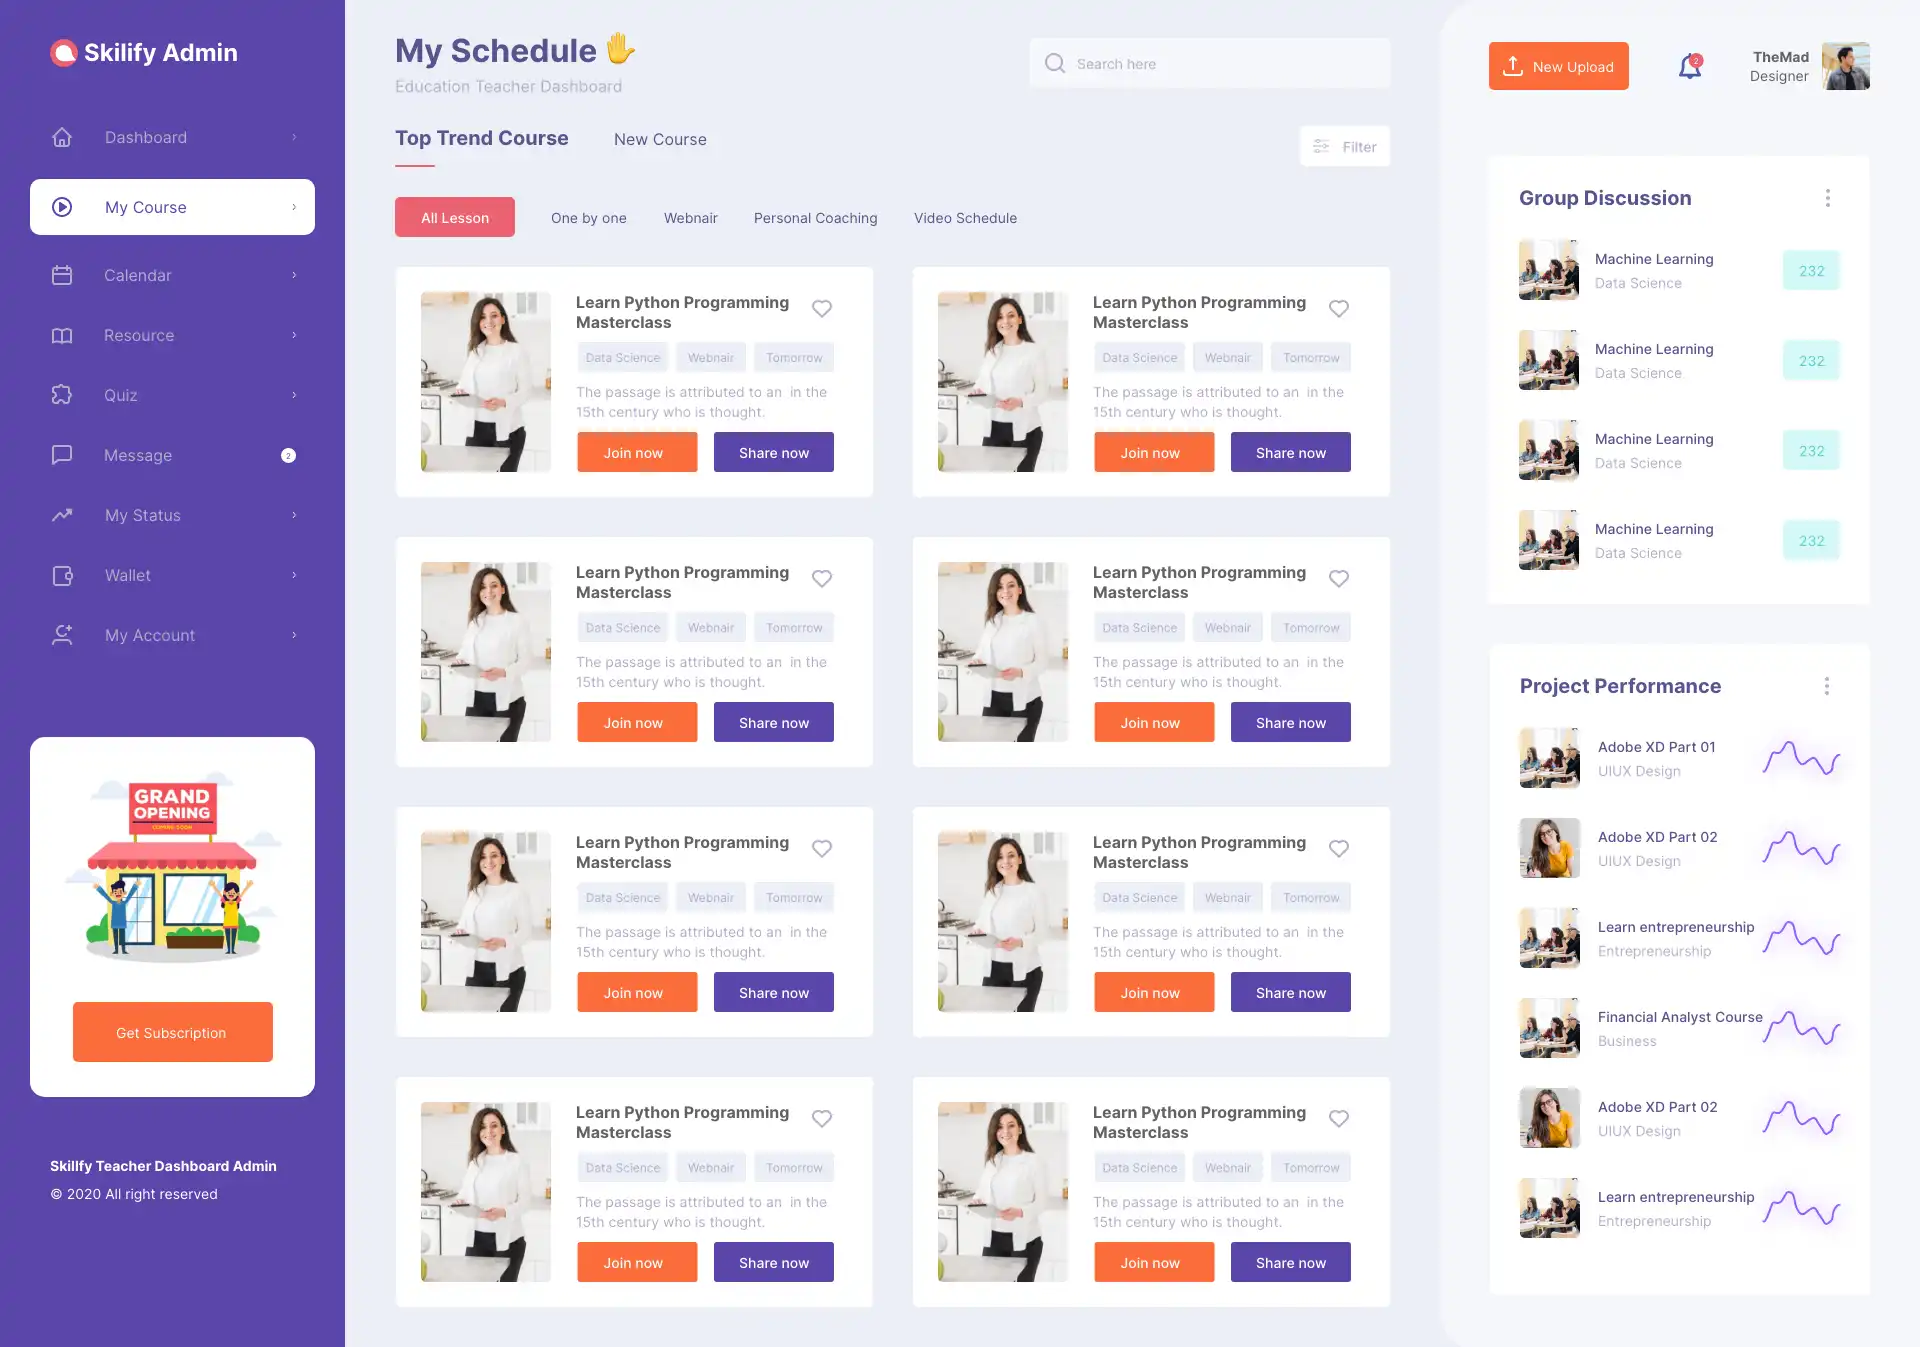 Skilify Admin
Dashboard
My Course
Calendar
Resource
Quiz
Message
2
My Status
Wallet
My Account
GRAND
OPENING
COMING SOON
Get Subscription
Skillfy Teacher Dashboard Admin
© 2020 All right reserved
My Schedule
Education Teacher Dashboard
Search here
Top Trend Course
New Course
Filter
All Lesson
One by one
Webnair
Personal Coaching
Video Schedule
Learn Python Programming
Masterclass
Data Science
Webnair
Tomorrow
The passage is attributed to an in the
15th century who is thought.
Join now
Share now
Learn Python Programming
Masterclass
Data Science
Webnair
Tomorrow
The passage is attributed to an in the
15th century who is thought.
Join now
Share now
Learn Python Programming
Masterclass
Data Science
Webnair
Tomorrow
The passage is attributed to an in the
15th century who is thought.
Join now
Share now
Learn Python Programming
Masterclass
Data Science
Webnair
Tomorrow
The passage is attributed to an in the
15th century who is thought.
Join now
Share now
Learn Python Programming
Masterclass
Data Science
Webnair
Tomorrow
The passage is attributed to an in the
15th century who is thought.
Join now
Share now
Learn Python Programming
Masterclass
Data Science
Webnair
Tomorrow
The passage is attributed to an in the
15th century who is thought.
Join now
Share now
Learn Python Programming
Masterclass
Data Science
Webnair
Tomorrow
The passage is attributed to an in the
15th century who is thought.
Join now
Share now
Learn Python Programming
Masterclass
Data Science
Webnair
Tomorrow
The passage is attributed to an in the
15th century who is thought.
Join now
Share now
New Upload
2
TheMad
Designer
Group Discussion
Machine Learning
Data Science
232
Machine Learning
Data Science
232
Machine Learning
Data Science
232
Machine Learning
Data Science
232
Project Performance
Adobe XD Part 01
UIUX Design
Adobe XD Part 02
UIUX Design
Learn entrepreneurship
Entrepreneurship
Financial Analyst Course
Business
Adobe XD Part 02
UIUX Design
Learn entrepreneurship
Entrepreneurship